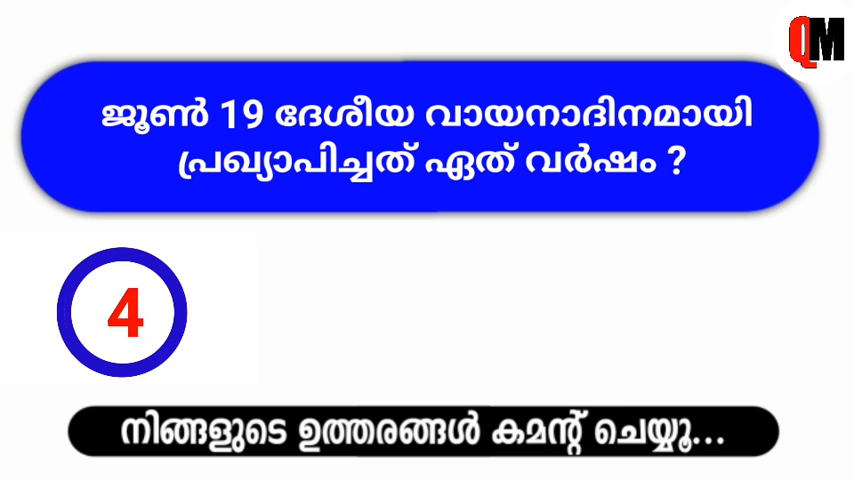 QM
ജൂൺ 19 ദേശീയ വായനാദിനമായി
പ്രഖ്യാപിച്ചത് ഏത് വർഷം ?
4
നിങ്ങളുടെ ഉത്തരങ്ങൾ കമന്റ് ചെയ്യൂ...